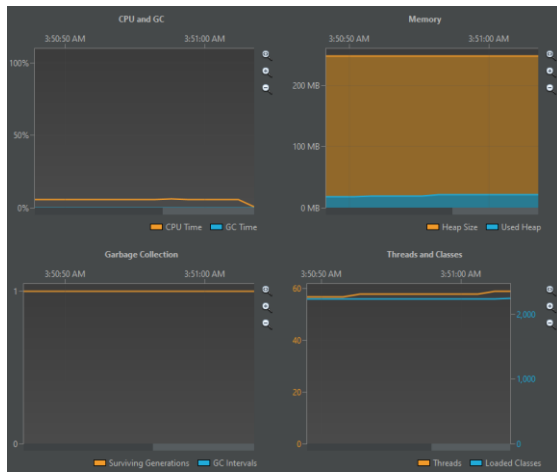 CPU and GC
3:50:50 AM 3:51:00 AM
100%
50%
0%
CPU Time GC Time
Memory
3:50:50 AM 3:51:00 AM
200 MB
100 MB
0 MB
Heap Size Used Heap
Garbage Collection
3:50:50 AM 3:51:00 AM
1
0
Surviving Generations GC Intervals
Threads and Classes
3:50:50 AM 3:51:00 AM
60
40
20
0
2,000
1,000
0
Threads Loaded Classes